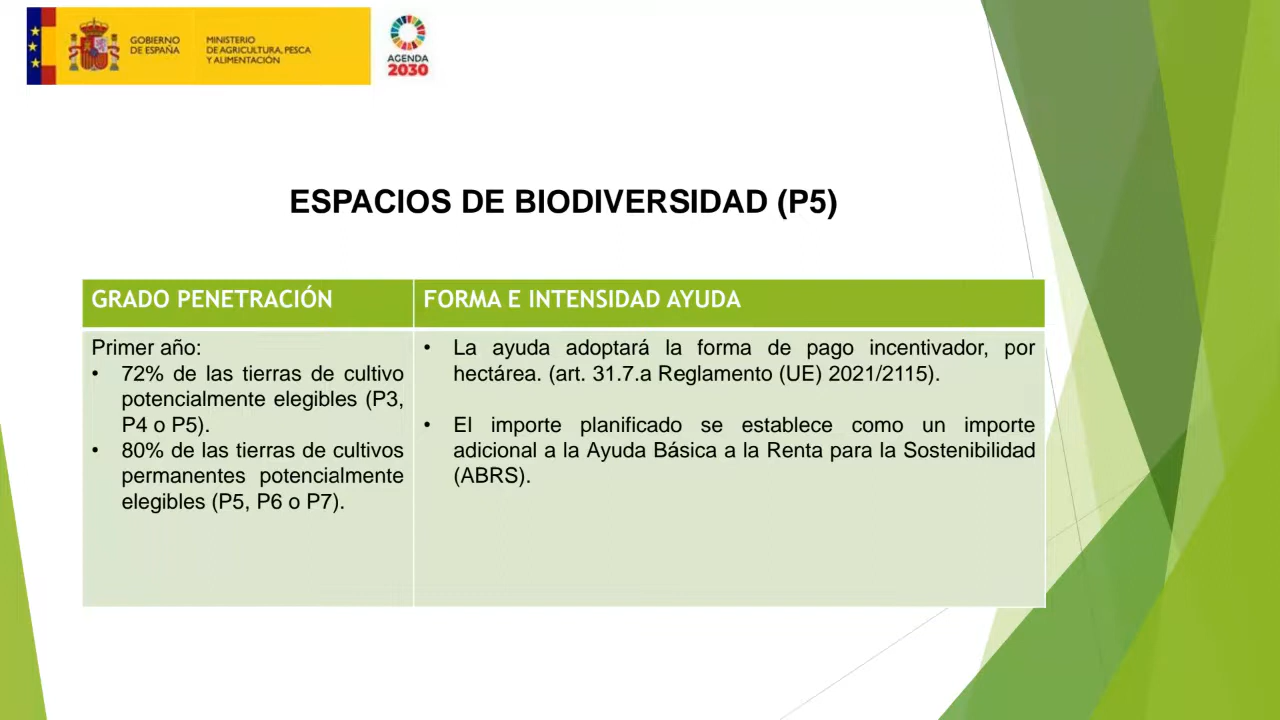 GOBIERNO
DE ESPAÑA
MINISTERIO
DE AGRICULTURA, PESCA
Y ALIMENTACIÓN
AGENDA
2030
ESPACIOS DE BIODIVERSIDAD (P5)
GRADO PENETRACIÓN
FORMA E INTENSIDAD AYUDA
Primer año:
• 72% de las tierras de cultivo
potencialmente elegibles (P3,
P4 o P5).
• 80% de las tierras de cultivos
permanentes potencialmente
elegibles (P5, P6 o P7).
• La ayuda adoptará la forma de pago incentivador, por
hectárea. (art. 31.7.a Reglamento (UE) 2021/2115).
• El importe planificado se establece como un importe
adicional a la Ayuda Básica a la Renta para la Sostenibilidad
(ABRS).